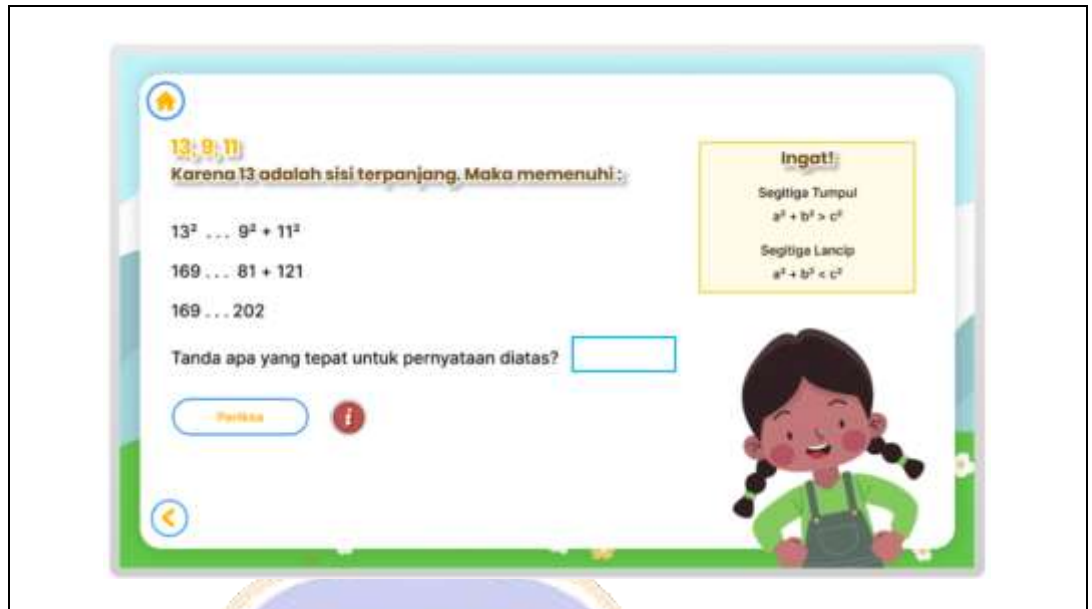 13; 9; 11
Karena 13 adalah sisi terpanjang. Maka memenuhi :
13² ... 9² + 11²
169 ... 81 + 121
169 ... 202
Tanda apa yang tepat untuk pernyataan diatas?
Periksa
i
Ingat!
Segitiga Tumpul
a² + b² > c²
Segitiga Lancip
a² + b² < c²